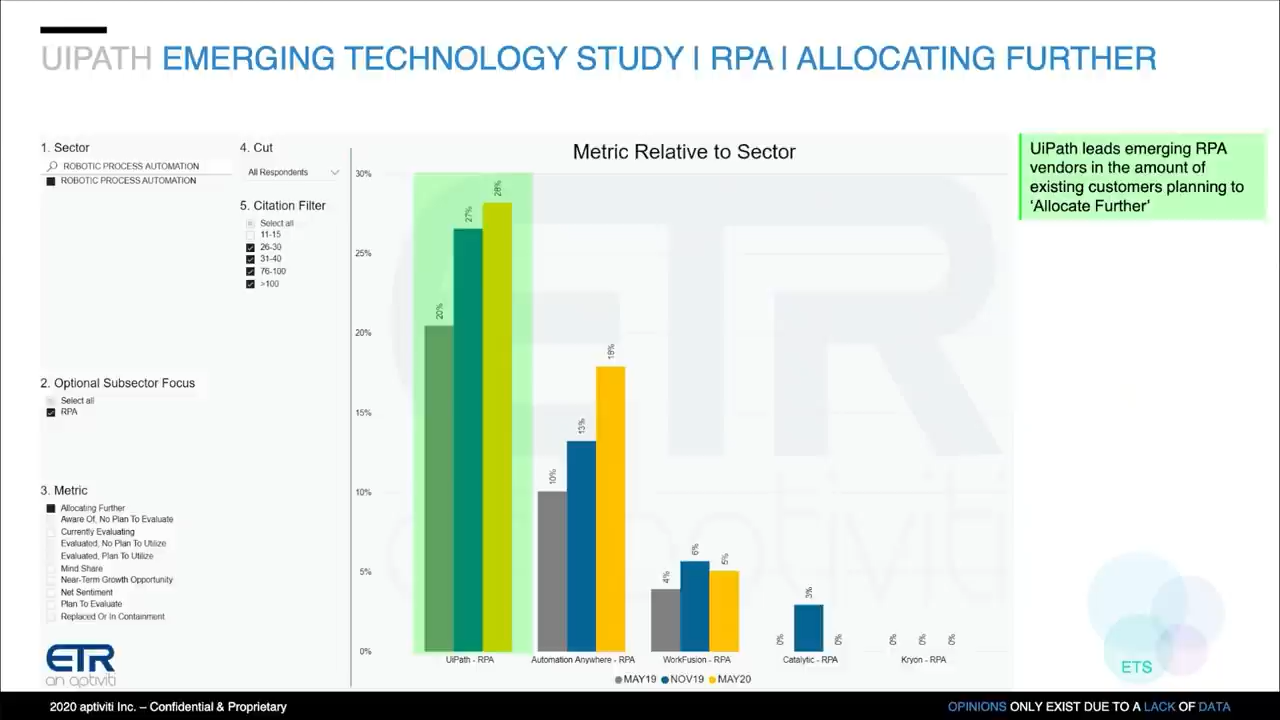 UIPATH EMERGING TECHNOLOGY STUDY | RPA | ALLOCATING FURTHER
1. Sector
ROBOTIC PROCESS AUTOMATION
ROBOTIC PROCESS AUTOMATION
2. Optional Subsector Focus
Select all
RPA
3. Metric
Allocating Further
Aware Of, No Plan To Evaluate
Currently Evaluating
Evaluated, No Plan To Utilize
Evaluated, Plan To Utilize
Mind Share
Near-Term Growth Opportunity
Net Sentiment
Plan To Evaluate
Replaced Or In Containment
4. Cut
All Respondents
5. Citation Filter
Select all
11-15
26-30
31-40
76-100
>100
Metric Relative to Sector
30%
25%
20%
15%
10%
5%
0%
20%
27%
28%
10%
13%
18%
4%
6%
5%
0%
3%
0%
0%
0%
0%
UiPath - RPA
Automation Anywhere - RPA
WorkFusion - RPA
Catalytic - RPA
Kryon - RPA
MAY19 NOV19 MAY20
ETR
an aptiviti
UiPath leads emerging RPA
vendors in the amount of
existing customers planning to
‘Allocate Further’
ETR
an aptiviti
ETS
2020 aptiviti Inc. – Confidential & Proprietary
OPINIONS ONLY EXIST DUE TO A LACK OF DATA